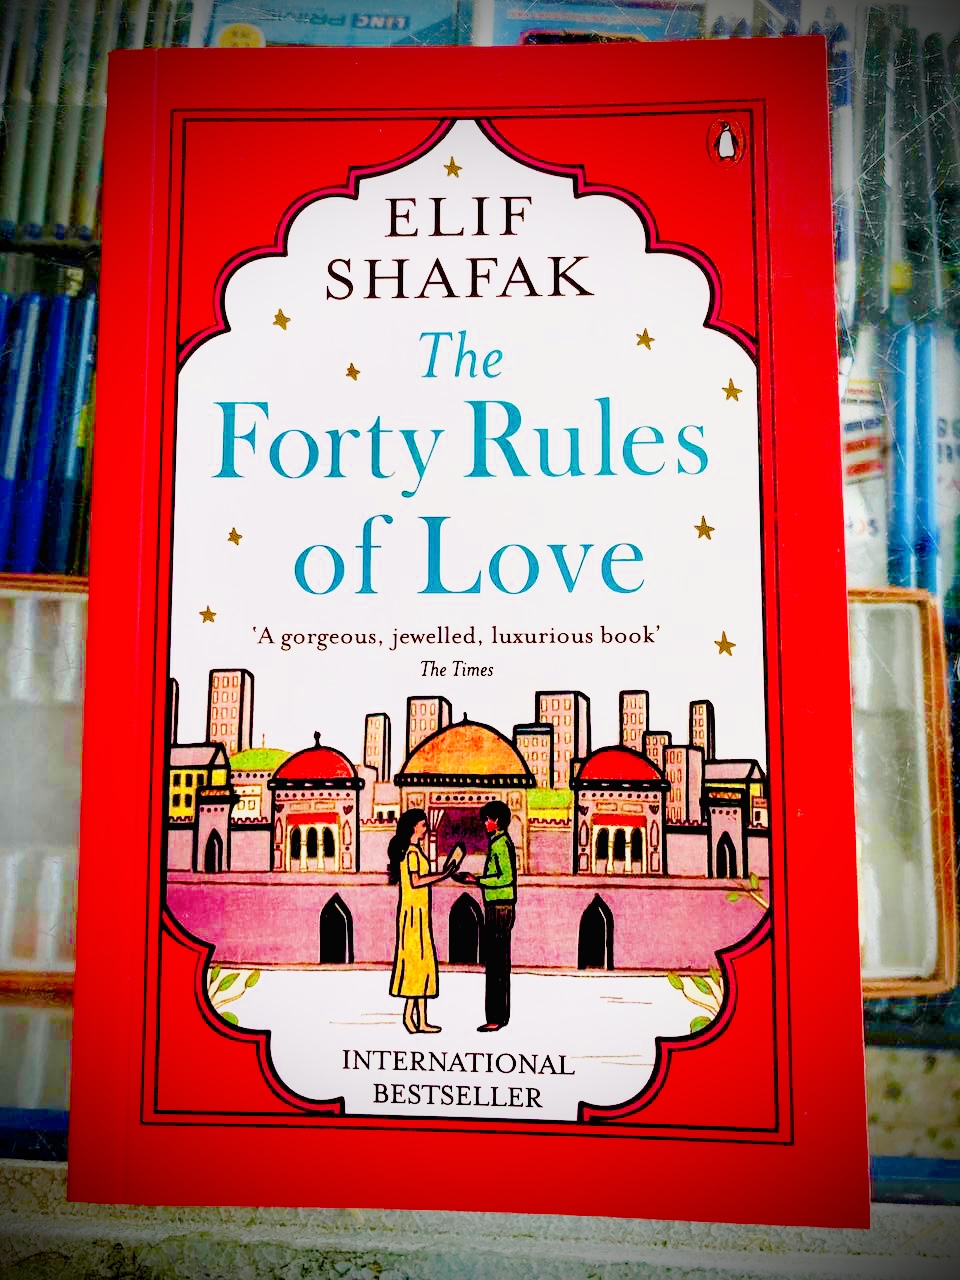 ELIF
SHAFAK
The
Forty Rules
of Love
‘A gorgeous, jewelled, luxurious book’
The Times
INTERNATIONAL
BESTSELLER